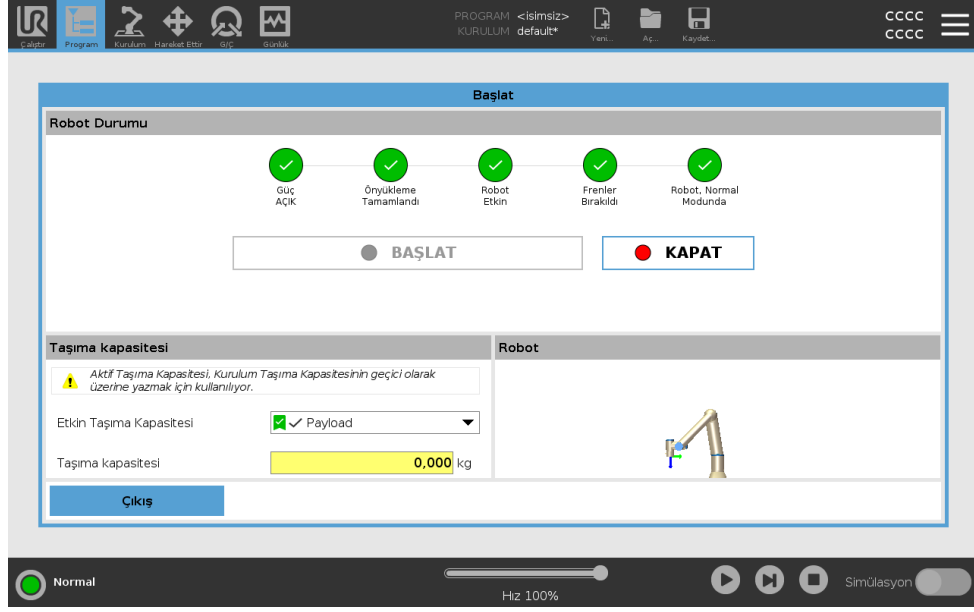 PROGRAM <isimsiz>
KURULUM default*
Çalıştır
Program
Kurulum
Hareket Ettir
G/Ç
Günlük
Yeni...
Aç...
Kaydet...
CCCC
CCCC
Başlat
Robot Durumu
Güç
AÇIK
Önyükleme
Tamamlandı
Robot
Etkin
Frenler
Bırakıldı
Robot, Normal
Modunda
BAŞLAT
KAPAT
Taşıma kapasitesi
Robot
Aktif Taşıma Kapasitesi, Kurulum Taşıma Kapasitesinin geçici olarak
üzerine yazmak için kullanılıyor.
Etkin Taşıma Kapasitesi
Payload
Taşıma kapasitesi
0,000 kg
Çıkış
Normal
Hız 100%
Simülasyon